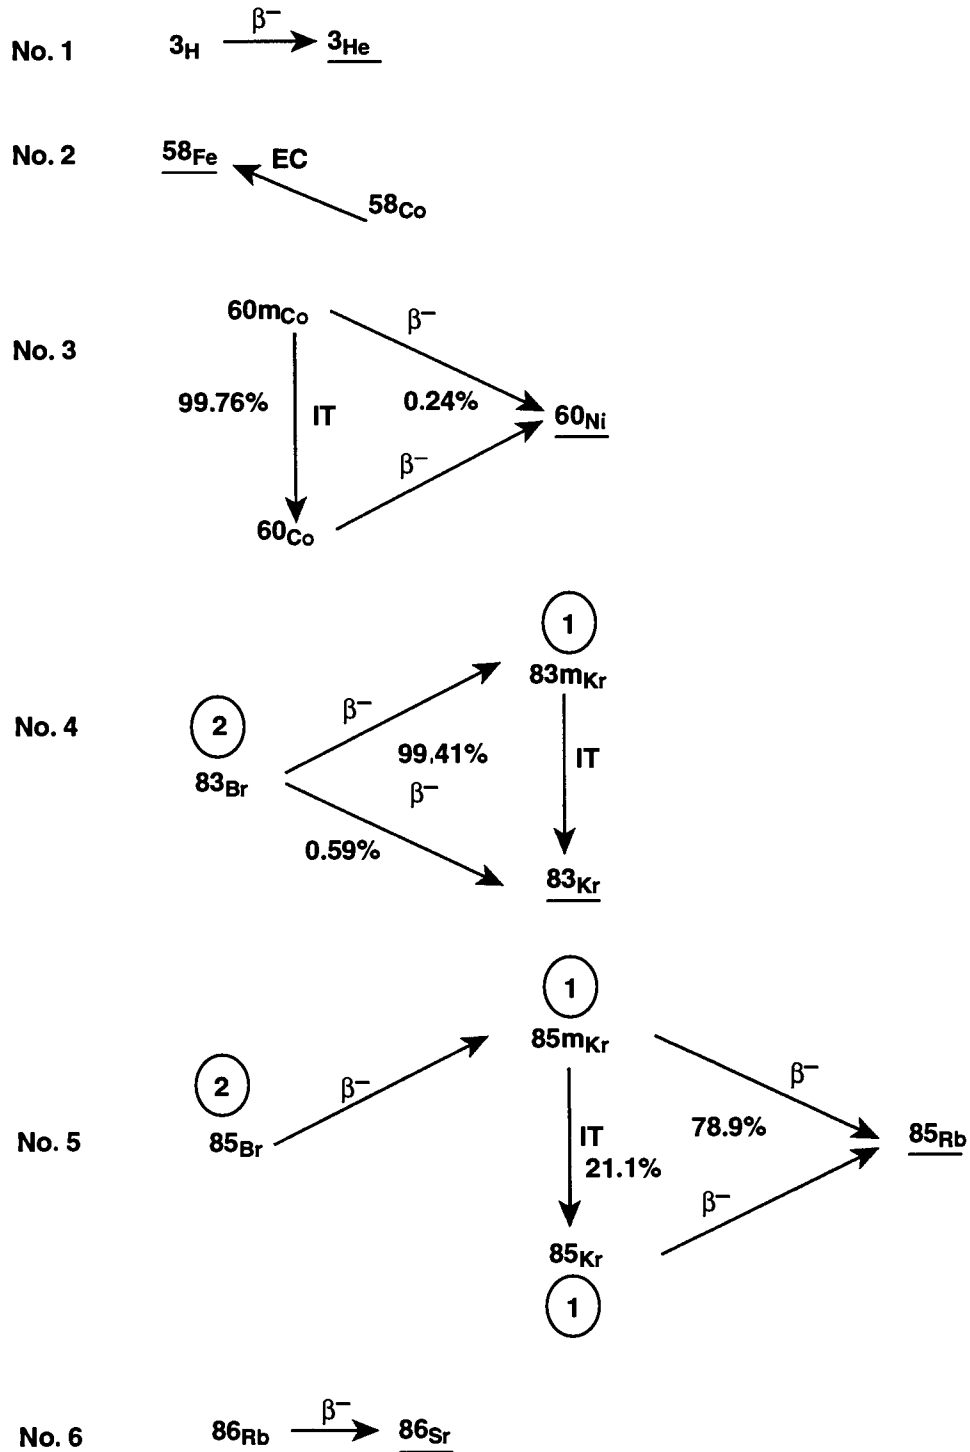 β−
No. 1 3H 3He
No. 2 58Fe EC
58Co
60mCo β−
No. 3
99.76% IT 0.24% 60Ni
β−
60Co
1
83mKr
No. 4 2 β−
83Br 99.41% IT
β−
0.59%
83Kr
1
85mKr
2 β− β−
No. 5 85Br IT 78.9% 85Rb
21.1%
β−
85Kr
1
β−
No. 6 86Rb 86Sr